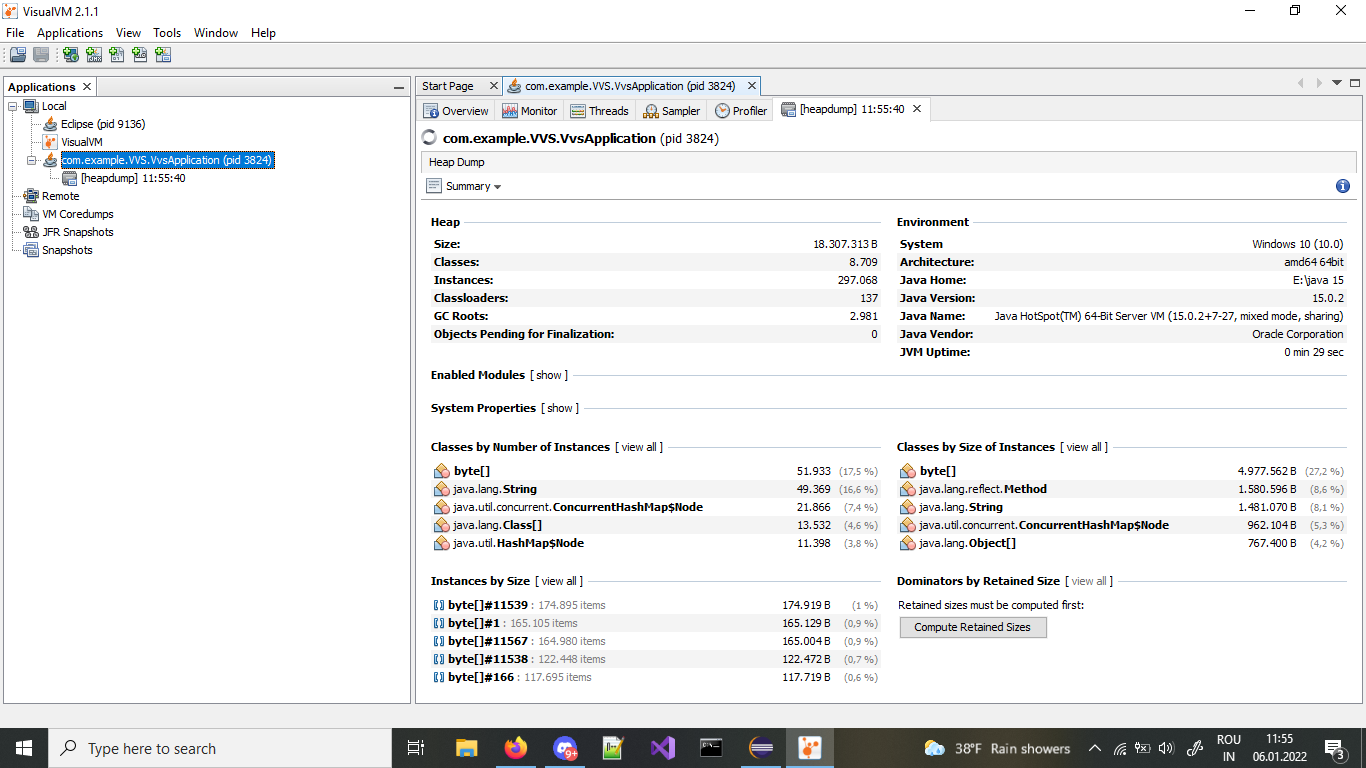 VisualVM 2.1.1
File Applications View Tools Window Help
Applications
Local
Eclipse (pid 9136)
VisualVM
com.example.VVS.VvsApplication (pid 3824)
[heapdump] 11:55:40
Remote
VM Coredumps
JFR Snapshots
Snapshots
Start Page com.example.VVS.VvsApplication (pid 3824)
Overview Monitor Threads Sampler Profiler [heapdump] 11:55:40
com.example.VVS.VvsApplication (pid 3824)
Heap Dump
Summary
Heap
Size: 18.307.313 B
Classes: 8.709
Instances: 297.068
Classloaders: 137
GC Roots: 2.981
Objects Pending for Finalization: 0
Environment
System Windows 10 (10.0)
Architecture: amd64 64bit
Java Home: E:\java 15
Java Version: 15.0.2
Java Name: Java HotSpot(TM) 64-Bit Server VM (15.0.2+7-27, mixed mode, sharing)
Java Vendor: Oracle Corporation
JVM Uptime: 0 min 29 sec
Enabled Modules [ show ]
System Properties [ show ]
Classes by Number of Instances [ view all ]
byte[] 51.933 (17,5 %)
java.lang.String 49.369 (16,6 %)
java.util.concurrent.ConcurrentHashMap$Node 21.866 (7,4 %)
java.lang.Class[] 13.532 (4,6 %)
java.util.HashMap$Node 11.398 (3,8 %)
Classes by Size of Instances [ view all ]
byte[] 4.977.562 B (27,2 %)
java.lang.reflect.Method 1.580.596 B (8,6 %)
java.lang.String 1.481.070 B (8,1 %)
java.util.concurrent.ConcurrentHashMap$Node 962.104 B (5,3 %)
java.lang.Object[] 767.400 B (4,2 %)
Instances by Size [ view all ]
byte[]#11539 : 174.895 items 174.919 B (1 %)
byte[]#1 : 165.105 items 165.129 B (0,9 %)
byte[]#11567 : 164.980 items 165.004 B (0,9 %)
byte[]#11538 : 122.448 items 122.472 B (0,7 %)
byte[]#166 : 117.695 items 117.719 B (0,6 %)
Dominators by Retained Size [ view all ]
Retained sizes must be computed first:
Compute Retained Sizes
Type here to search
9+
38°F Rain showers
ROU
IN
11:55
06.01.2022
3